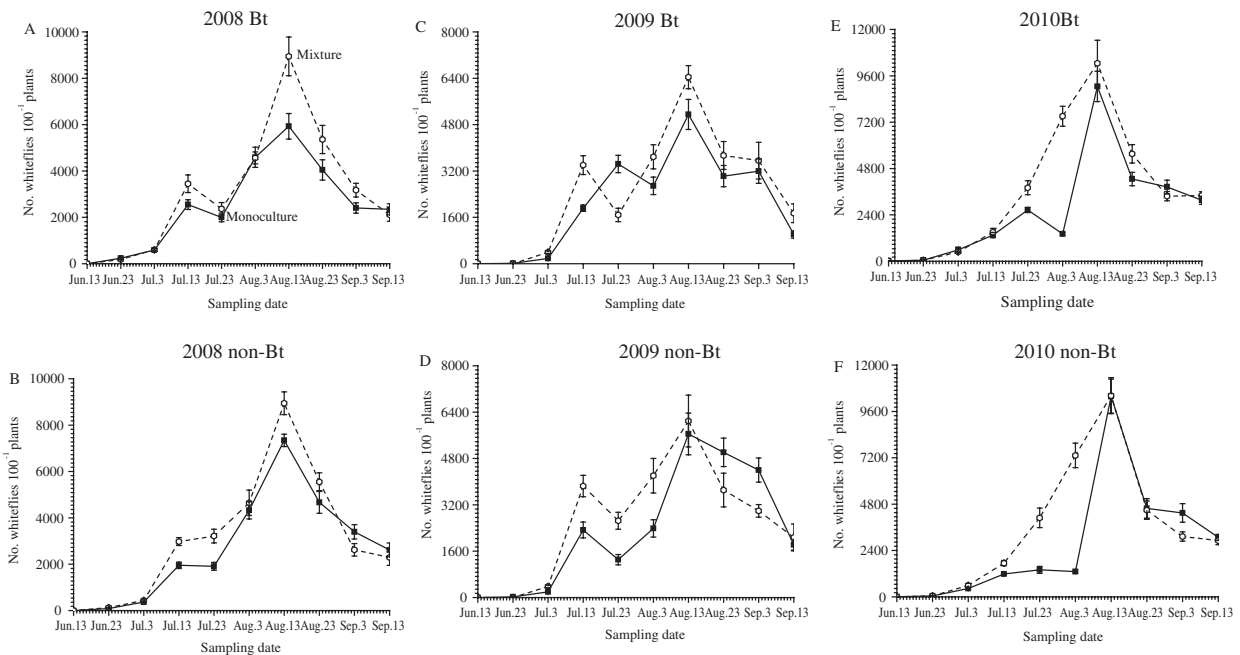 A
2008 Bt
No. whiteflies 100⁻¹ plants
10000
8000
6000
4000
2000
0
Mixture
Monoculture
Jun.13 Jun.23 Jul.3 Jul.13 Jul.23 Aug.3 Aug.13 Aug.23 Sep.3 Sep.13
Sampling date
C
2009 Bt
No. whiteflies 100⁻¹ plants
8000
6400
4800
3200
1600
0
Jun.13 Jun.23 Jul.3 Jul.13 Jul.23 Aug.3 Aug.13 Aug.23 Sep.3 Sep.13
Sampling date
E
2010Bt
No. whiteflies 100⁻¹ plants
12000
9600
7200
4800
2400
0
Jun.13 Jun.23 Jul.3 Jul.13 Jul.23 Aug.3 Aug.13 Aug.23 Sep.3 Sep.13
Sampling date
B
2008 non-Bt
No. whiteflies 100⁻¹ plants
10000
8000
6000
4000
2000
0
Jun.13 Jun.23 Jul.3 Jul.13 Jul.23 Aug.3 Aug.13 Aug.23 Sep.3 Sep.13
Sampling date
D
2009 non-Bt
No. whiteflies 100⁻¹ plants
8000
6400
4800
3200
1600
0
Jun.13 Jun.23 Jul.3 Jul.13 Jul.23 Aug.3 Aug.13 Aug.23 Sep.3 Sep.13
Sampling date
F
2010 non-Bt
No. whiteflies 100⁻¹ plants
12000
9600
7200
4800
2400
0
Jun.13 Jun.23 Jul.3 Jul.13 Jul.23 Aug.3 Aug.13 Aug.23 Sep.3 Sep.13
Sampling date